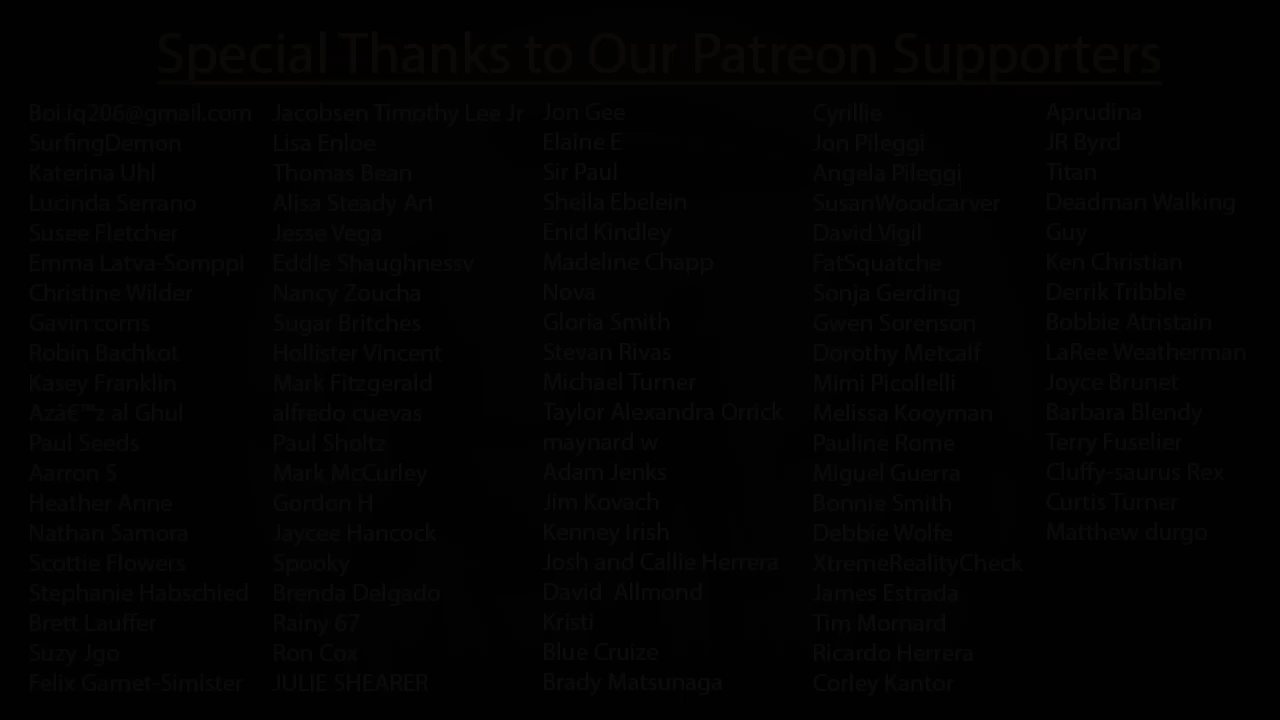 Special Thanks to Our Patreon Supporters
Boi.iq206@gmail.com
SurfingDemon
Katerina Uhl
Lucinda Serrano
Susee Fletcher
Emma Latva-Somppi
Christine Wilder
Gavin corns
Robin Bachkot
Kasey Franklin
Azâ€™z al Ghul
Paul Seeds
Aarron S
Heather Anne
Nathan Samora
Scottie Flowers
Stephanie Habschied
Brett Lauffer
Suzy Jgo
Felix Garnet-Simister
Jacobsen Timothy Lee Jr
Lisa Enloe
Thomas Bean
Alisa Steady Art
Jesse Vega
Eddie Shaughnessy
Nancy Zoucha
Sugar Britches
Hollister Vincent
Mark Fitzgerald
alfredo cuevas
Paul Sholtz
Mark McCurley
Gordon H
Jaycee Hancock
Spooky
Brenda Delgado
Rainy 67
Ron Cox
JULIE SHEARER
Jon Gee
Elaine E
Sir Paul
Sheila Ebelein
Enid Kindley
Madeline Chapp
Nova
Gloria Smith
Stevan Rivas
Michael Turner
Taylor Alexandra Orrick
maynard w
Adam Jenks
Jim Kovach
Kenney Irish
Josh and Callie Herrera
David  Allmond
Kristi
Blue Cruize
Brady Matsunaga
Cyrillie
Jon Pileggi
Angela Pileggi
SusanWoodcarver
David Vigil
FatSquatche
Sonja Gerding
Gwen Sorenson
Dorothy Metcalf
Mimi Picollelli
Melissa Kooyman
Pauline Rome
Miguel Guerra
Bonnie Smith
Debbie Wolfe
XtremeRealityCheck
James Estrada
Tim Mornard
Ricardo Herrera
Corley Kantor
Aprudina
JR Byrd
Titan
Deadman Walking
Guy
Ken Christian
Derrik Tribble
Bobbie Atristain
LaRee Weatherman
Joyce Brunet
Barbara Blendy
Terry Fuselier
Cluffy-saurus Rex
Curtis Turner
Matthew durgo